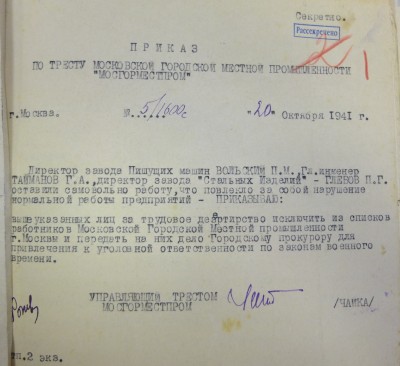 Секретно.
Рассекречено
ПРИКАЗ
ПО ТРЕСТУ МОСКОВСКОЙ ГОРОДСКОЙ МЕСТНОЙ ПРОМЫШЛЕННОСТИ
"МОСГОРМЕСТПРОМ"
г.Москва. № 5/1600с "20" Октября 1941 г.
Директор завода Пишущих машин ВОЛЬСКИЙ П.М., Гл.инженер
ТАЙМАНОВ Г.А., директор завода "Стальных Изделий" - ГЛЕБОВ П.Г.
оставили самовольно работу, что повлекло за собой нарушение
нормальной работы предприятий - ПРИКАЗЫВАЮ:
вышеуказанных лиц за трудовое дезертирство исключить из списков
работников Московской Городской Местной промышленности
г.Москвы и передать на них дело Городскому прокурору для
привлечения к уголовной ответственности по законам военного
времени.
УПРАВЛЯЮЩИЙ ТРЕСТОМ
МОСГОРМЕСТПРОМ /ЧАЙКА/
2 экз.